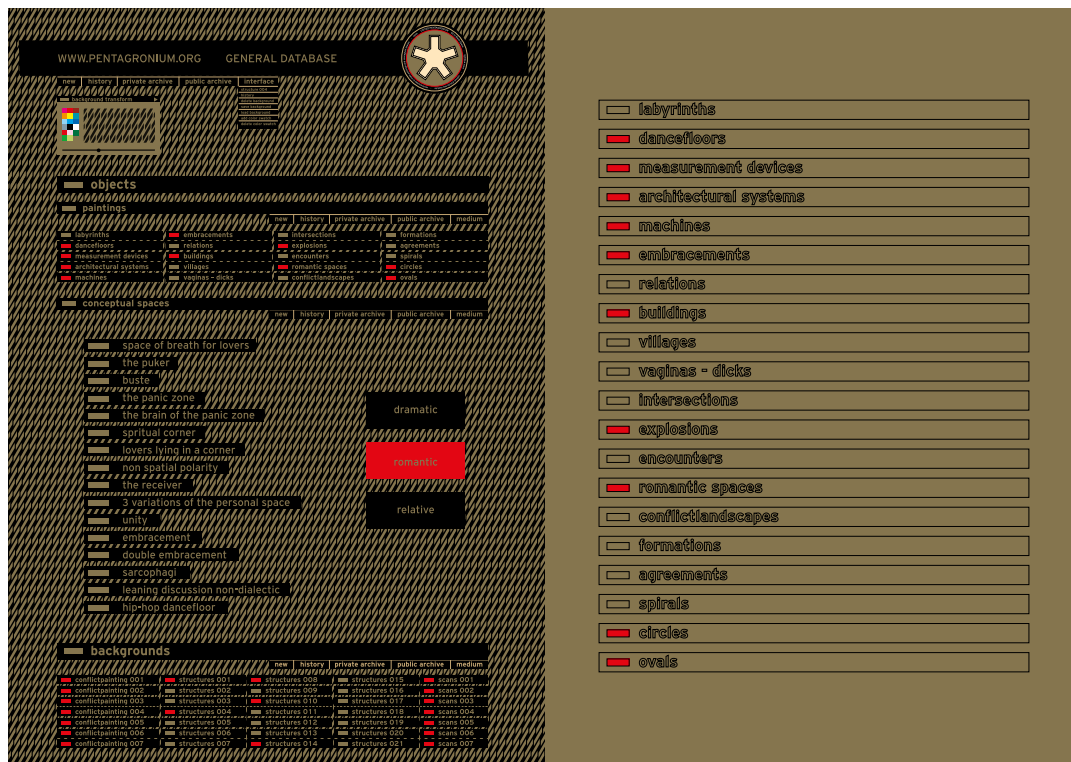 WWW.PENTAGRONIUM.ORG GENERAL DATABASE
new history private archive public archive interface
structure 004
history
background transform
objects
paintings
new history private archive public archive medium
labyrinths embracements intersections formations
dancefloors relations explosions agreements
measurement devices buildings encounters spirals
architectural systems villages romantic spaces circles
machines vaginas - dicks conflictlandscapes ovals
conceptual spaces
new history private archive public archive medium
space of breath for lovers
the puker
buste
the panic zone
the brain of the panic zone
spritual corner
lovers lying in a corner
non spatial polarity
the receiver
3 variations of the personal space
unity
embracement
double embracement
sarcophagi
leaning discussion non-dialectic
hip-hop dancefloor
dramatic
romantic
relative
backgrounds
new history private archive public archive medium
conflictpainting 001 structures 001 structures 008 structures 015 scans 001
conflictpainting 002 structures 002 structures 009 structures 016 scans 002
conflictpainting 003 structures 003 structures 010 structures 017 scans 003
conflictpainting 004 structures 004 structures 011 structures 018 scans 004
conflictpainting 005 structures 005 structures 012 structures 019 scans 005
conflictpainting 006 structures 006 structures 013 structures 020 scans 006
conflictpainting 007 structures 007 structures 014 structures 021 scans 007
labyrinths
dancefloors
measurement devices
architectural systems
machines
embracements
relations
buildings
villages
vaginas - dicks
intersections
explosions
encounters
romantic spaces
conflictlandscapes
formations
agreements
spirals
circles
ovals